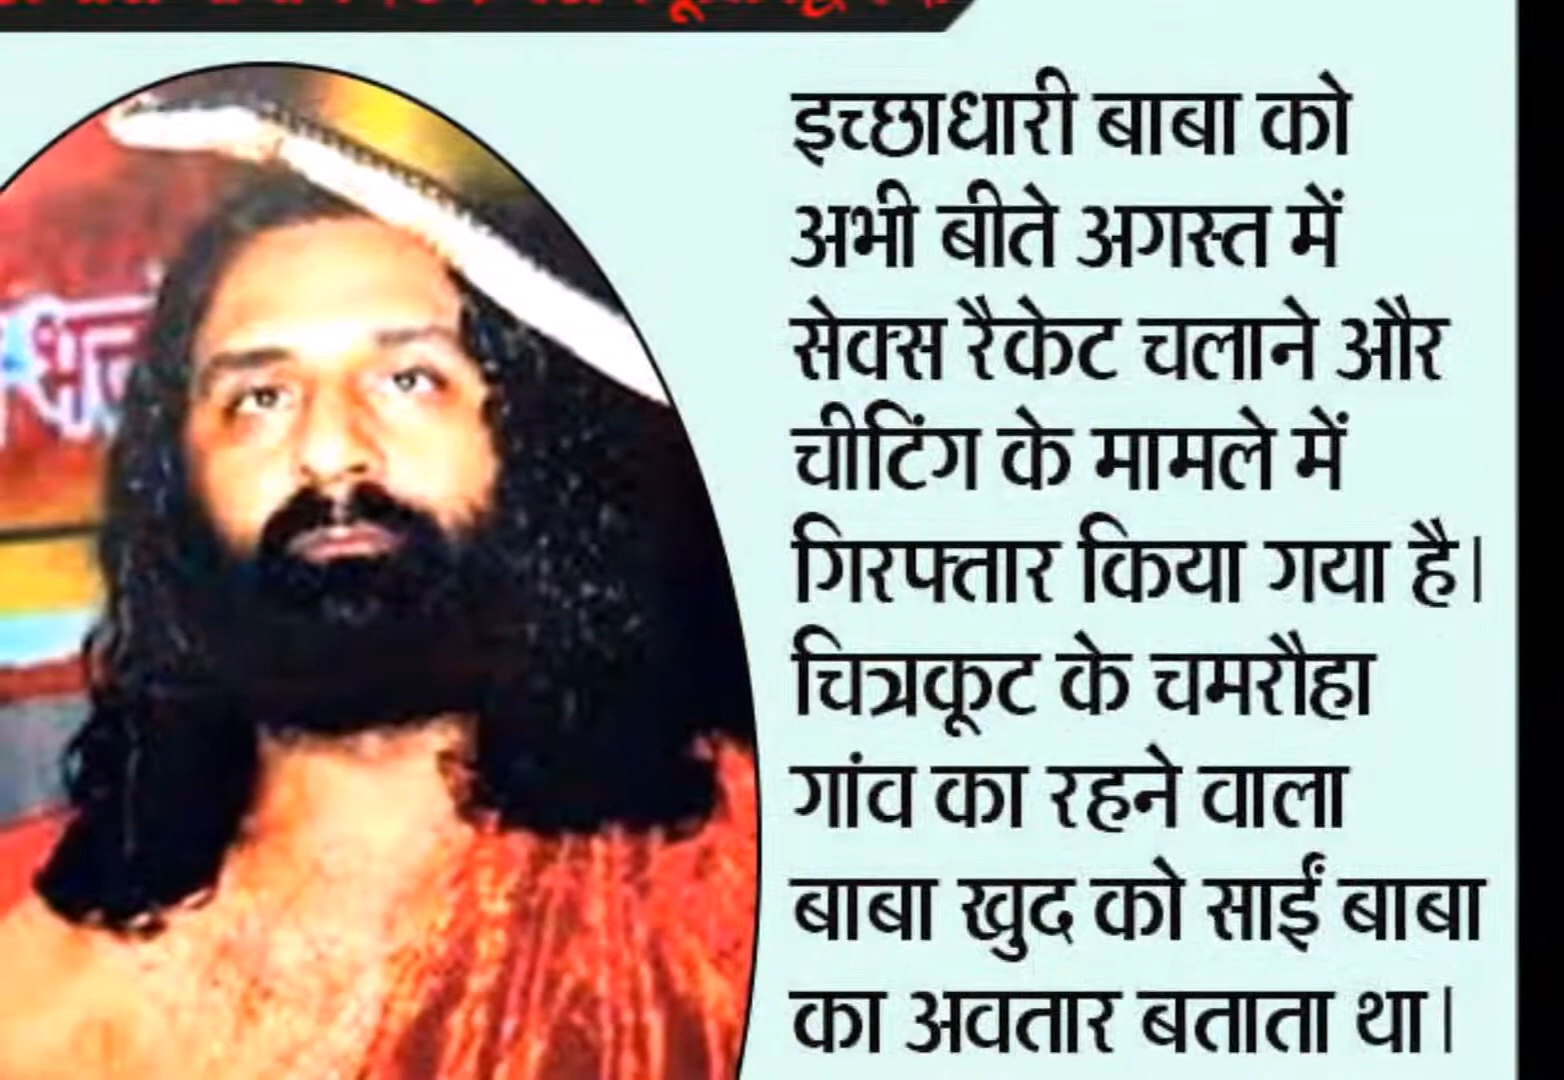 इच्छाधारी बाबा को
अभी बीते अगस्त में
सेक्स रैकेट चलाने और
चीटिंग के मामले में
गिरफ्तार किया गया है।
चित्रकूट के चमरौहा
गांव का रहने वाला
बाबा खुद को साईं बाबा
का अवतार बताता था।